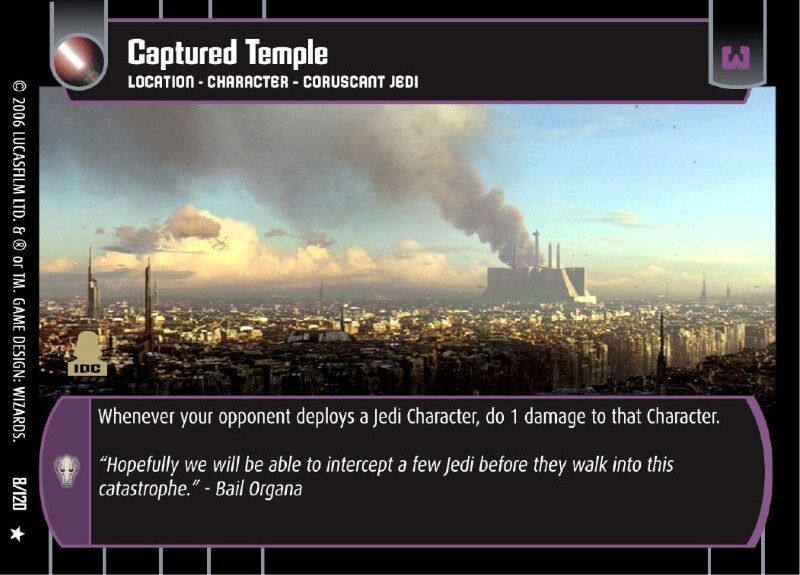 Captured Temple
LOCATION - CHARACTER - CORUSCANT JEDI
3
© 2006 LUCASFILM LTD. & ® or TM. GAME DESIGN: WIZARDS.
8/120
IDC
Whenever your opponent deploys a Jedi Character, do 1 damage to that Character.
“Hopefully we will be able to intercept a few Jedi before they walk into this
catastrophe.” - Bail Organa